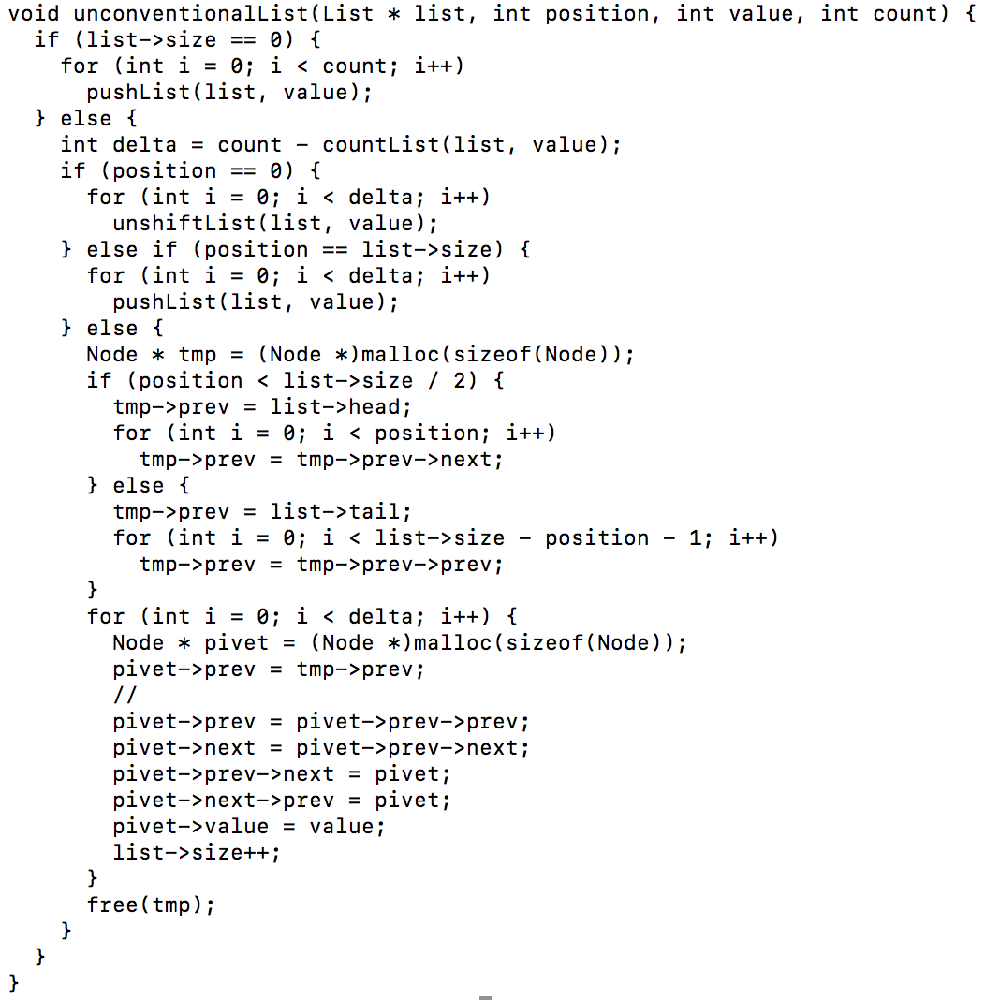 void unconventionalList(List * list, int position, int value, int count) {
  if (list->size == 0) {
    for (int i = 0; i < count; i++)
      pushList(list, value);
  } else {
    int delta = count - countList(list, value);
    if (position == 0) {
      for (int i = 0; i < delta; i++)
        unshiftList(list, value);
    } else if (position == list->size) {
      for (int i = 0; i < delta; i++)
        pushList(list, value);
    } else {
      Node * tmp = (Node *)malloc(sizeof(Node));
      if (position < list->size / 2) {
        tmp->prev = list->head;
        for (int i = 0; i < position; i++)
          tmp->prev = tmp->prev->next;
      } else {
        tmp->prev = list->tail;
        for (int i = 0; i < list->size - position - 1; i++)
          tmp->prev = tmp->prev->prev;
      }
      for (int i = 0; i < delta; i++) {
        Node * pivet = (Node *)malloc(sizeof(Node));
        pivet->prev = tmp->prev;
        //
        pivet->prev = pivet->prev->prev;
        pivet->next = pivet->prev->next;
        pivet->prev->next = pivet;
        pivet->next->prev = pivet;
        pivet->value = value;
        list->size++;
      }
      free(tmp);
    }
  }
}